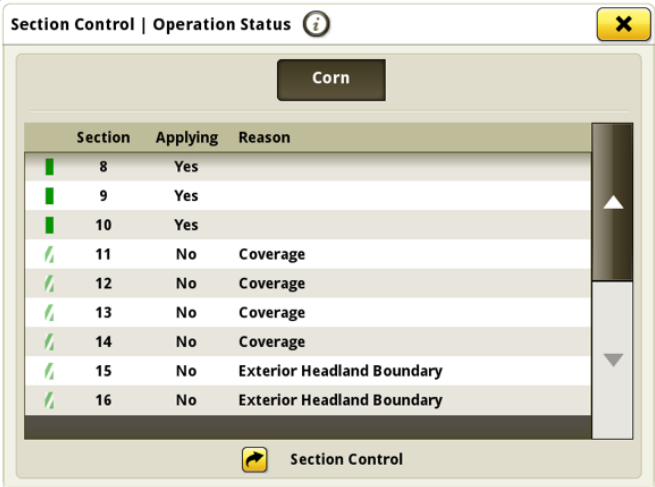 Section Control | Operation Status i
Corn
Section Applying Reason
8 Yes
9 Yes
10 Yes
11 No Coverage
12 No Coverage
13 No Coverage
14 No Coverage
15 No Exterior Headland Boundary
16 No Exterior Headland Boundary
Section Control